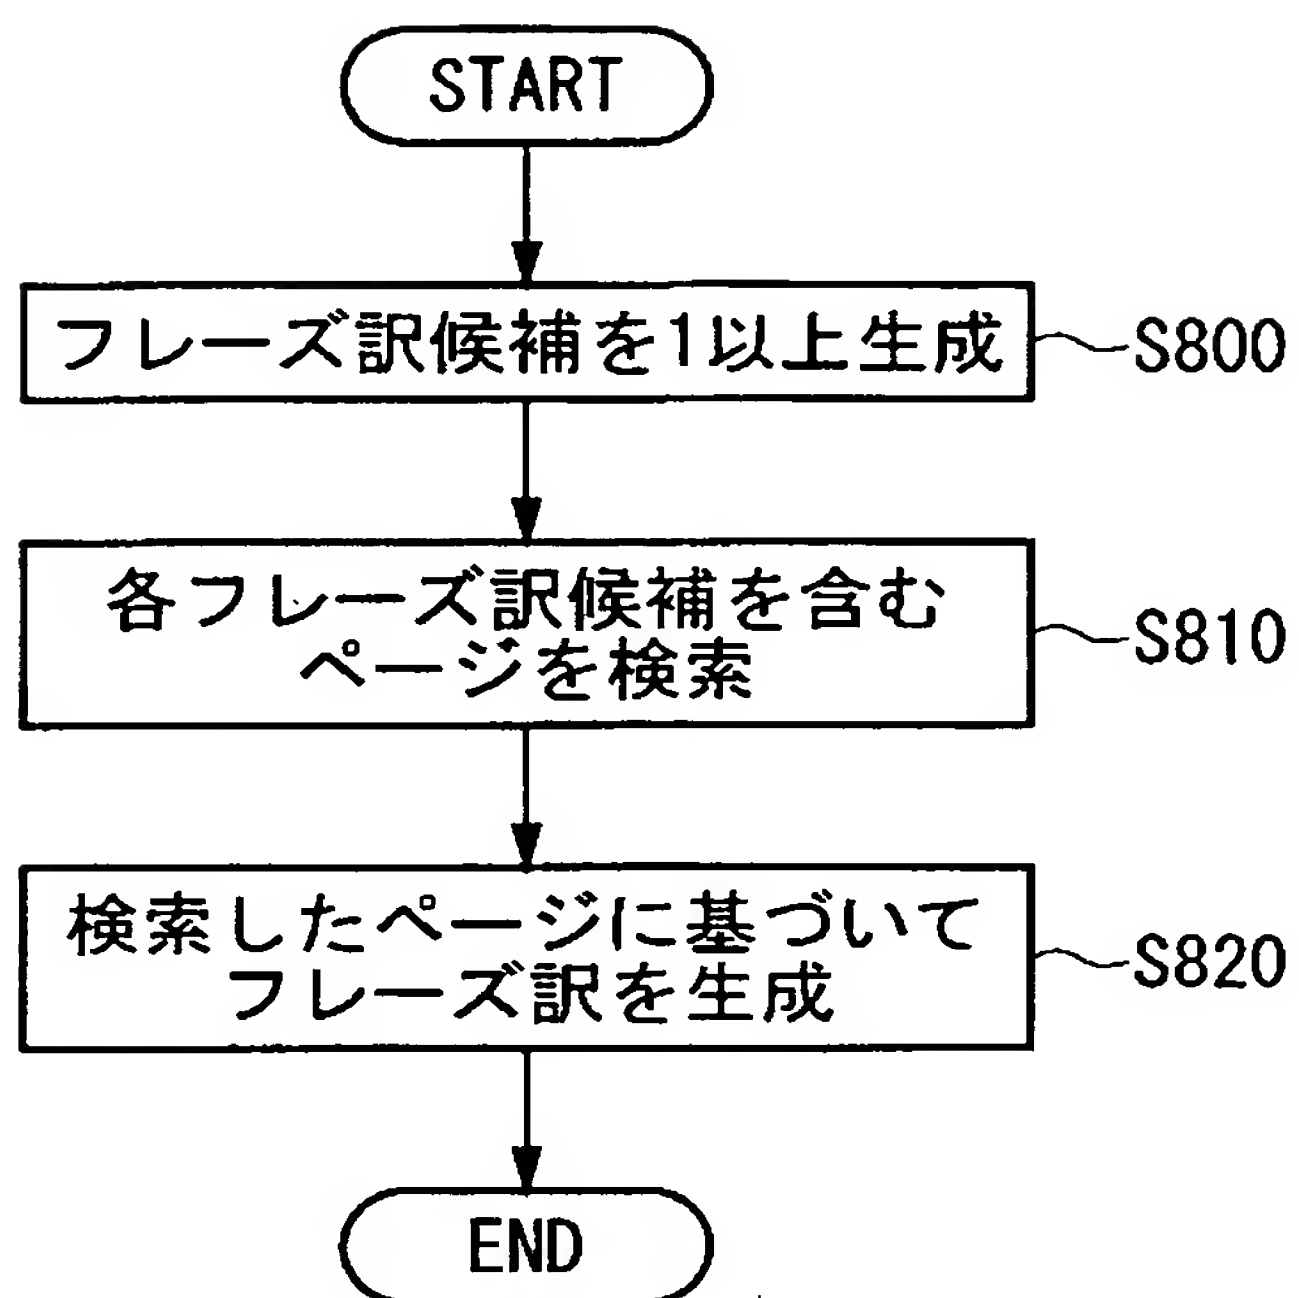 START
フレーズ訳候補を1以上生成
S800
各フレーズ訳候補を含む
ページを検索
S810
検索したページに基づいて
フレーズ訳を生成
S820
END